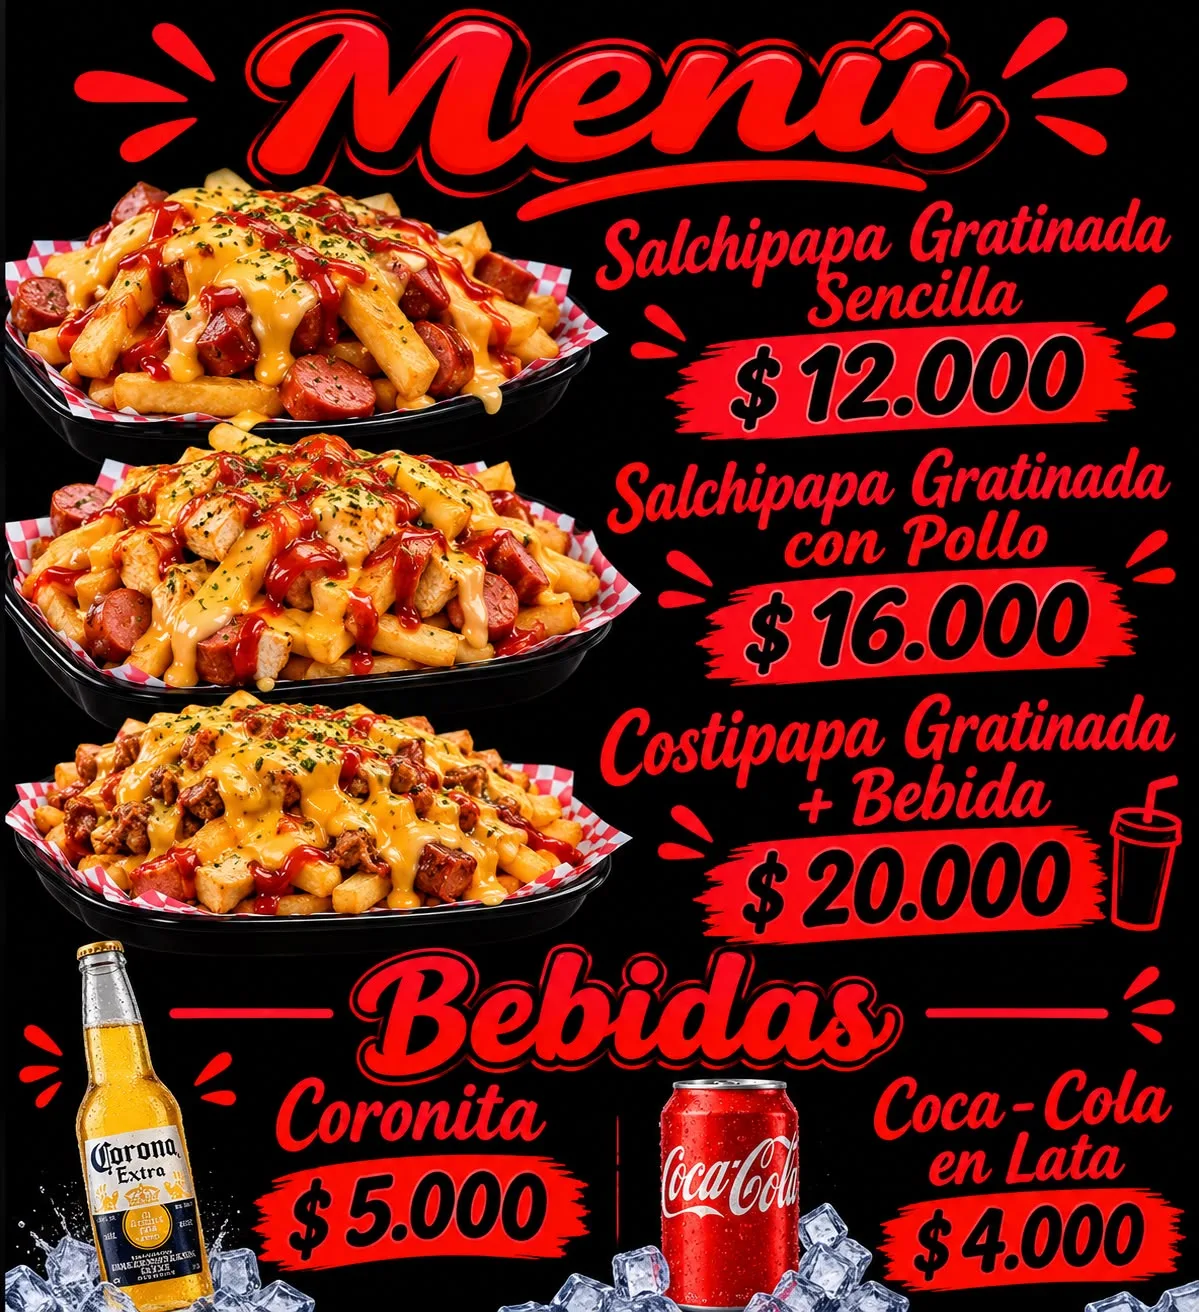 Menú
Salchipapa Gratinada
Sencilla
$ 12.000
Salchipapa Gratinada
con Pollo
$ 16.000
Costipapa Gratinada
+ Bebida
$ 20.000
Bebidas
Coronita
$ 5.000
Corona
Extra
Coca-Cola
Coca-Cola
en Lata
$ 4.000